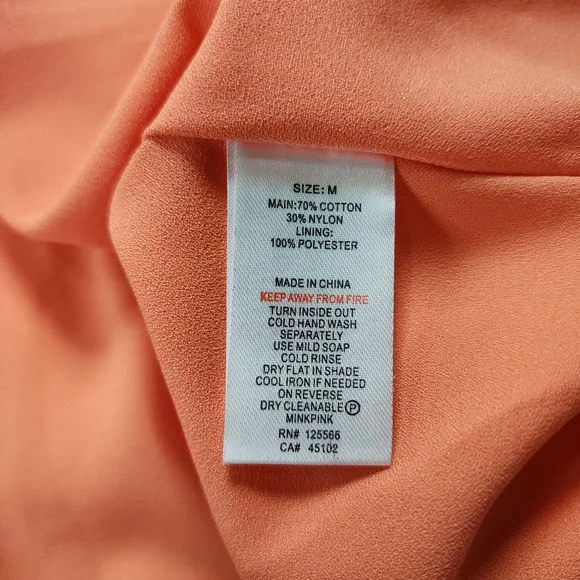 SIZE: M
MAIN:70% COTTON
30% NYLON
LINING:
100% POLYESTER
MADE IN CHINA
KEEP AWAY FROM FIRE
TURN INSIDE OUT
COLD HAND WASH
SEPARATELY
USE MILD SOAP
COLD RINSE
DRY FLAT IN SHADE
COOL IRON IF NEEDED
ON REVERSE
DRY CLEANABLE Ⓟ
MINKPINK
RN# 125566
CA# 45102